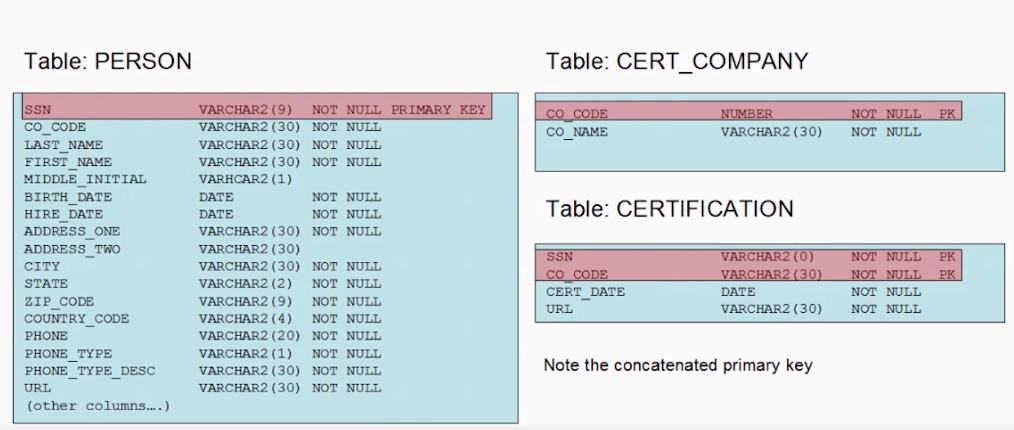 Table: PERSON
SSN VARCHAR2(9) NOT NULL PRIMARY KEY
CO_CODE VARCHAR2(30) NOT NULL
LAST_NAME VARCHAR2(30) NOT NULL
FIRST_NAME VARCHAR2(30) NOT NULL
MIDDLE_INITIAL VARHCAR2(1)
BIRTH_DATE DATE NOT NULL
HIRE_DATE DATE NOT NULL
ADDRESS_ONE VARCHAR2(30) NOT NULL
ADDRESS_TWO VARCHAR2(30)
CITY VARCHAR2(30) NOT NULL
STATE VARCHAR2(2) NOT NULL
ZIP_CODE VARCHAR2(9) NOT NULL
COUNTRY_CODE VARCHAR2(4) NOT NULL
PHONE VARCHAR2(20) NOT NULL
PHONE_TYPE VARCHAR2(1) NOT NULL
PHONE_TYPE_DESC VARCHAR2(30) NOT NULL
URL VARCHAR2(30) NOT NULL
(other columns….)
Table: CERT_COMPANY
CO_CODE NUMBER NOT NULL PK
CO_NAME VARCHAR2(30) NOT NULL
Table: CERTIFICATION
SSN VARCHAR2(0) NOT NULL PK
CO_CODE VARCHAR2(30) NOT NULL PK
CERT_DATE DATE NOT NULL
URL VARCHAR2(30) NOT NULL
Note the concatenated primary key